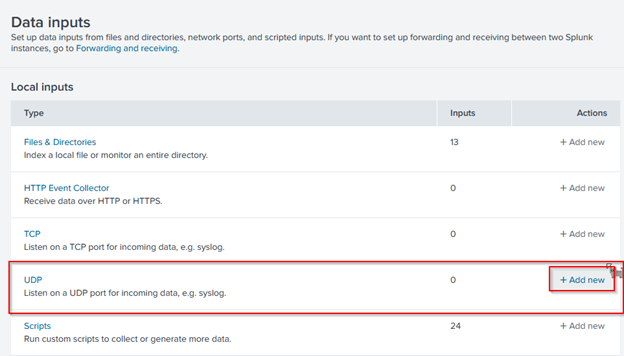 Data inputs
Set up data inputs from files and directories, network ports, and scripted inputs. If you want to set up forwarding and receiving between two Splunk
instances, go to Forwarding and receiving.
Local inputs
Type Inputs Actions
Files & Directories 13 + Add new
Index a local file or monitor an entire directory.
HTTP Event Collector 0 + Add new
Receive data over HTTP or HTTPS.
TCP 0 + Add new
Listen on a TCP port for incoming data, e.g. syslog.
UDP 0 + Add new
Listen on a UDP port for incoming data, e.g. syslog.
Scripts 24 + Add new
Run custom scripts to collect or generate more data.